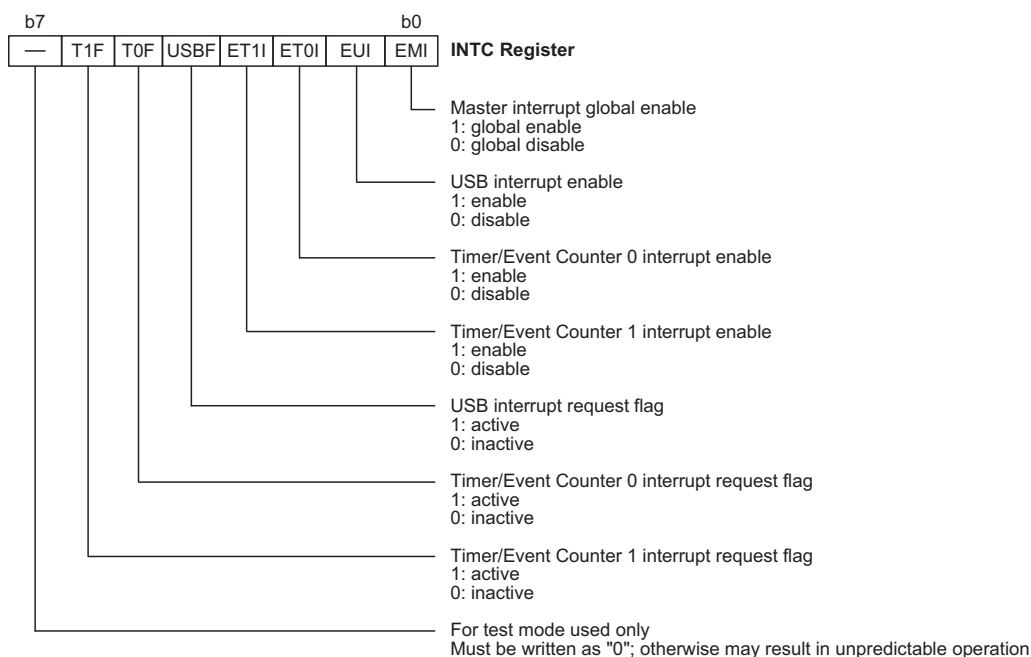 b7 b0
— T1F T0F USBF ET1I ET0I EUI EMI INTC Register
Master interrupt global enable
1: global enable
0: global disable
USB interrupt enable
1: enable
0: disable
Timer/Event Counter 0 interrupt enable
1: enable
0: disable
Timer/Event Counter 1 interrupt enable
1: enable
0: disable
USB interrupt request flag
1: active
0: inactive
Timer/Event Counter 0 interrupt request flag
1: active
0: inactive
Timer/Event Counter 1 interrupt request flag
1: active
0: inactive
For test mode used only
Must be written as "0"; otherwise may result in unpredictable operation